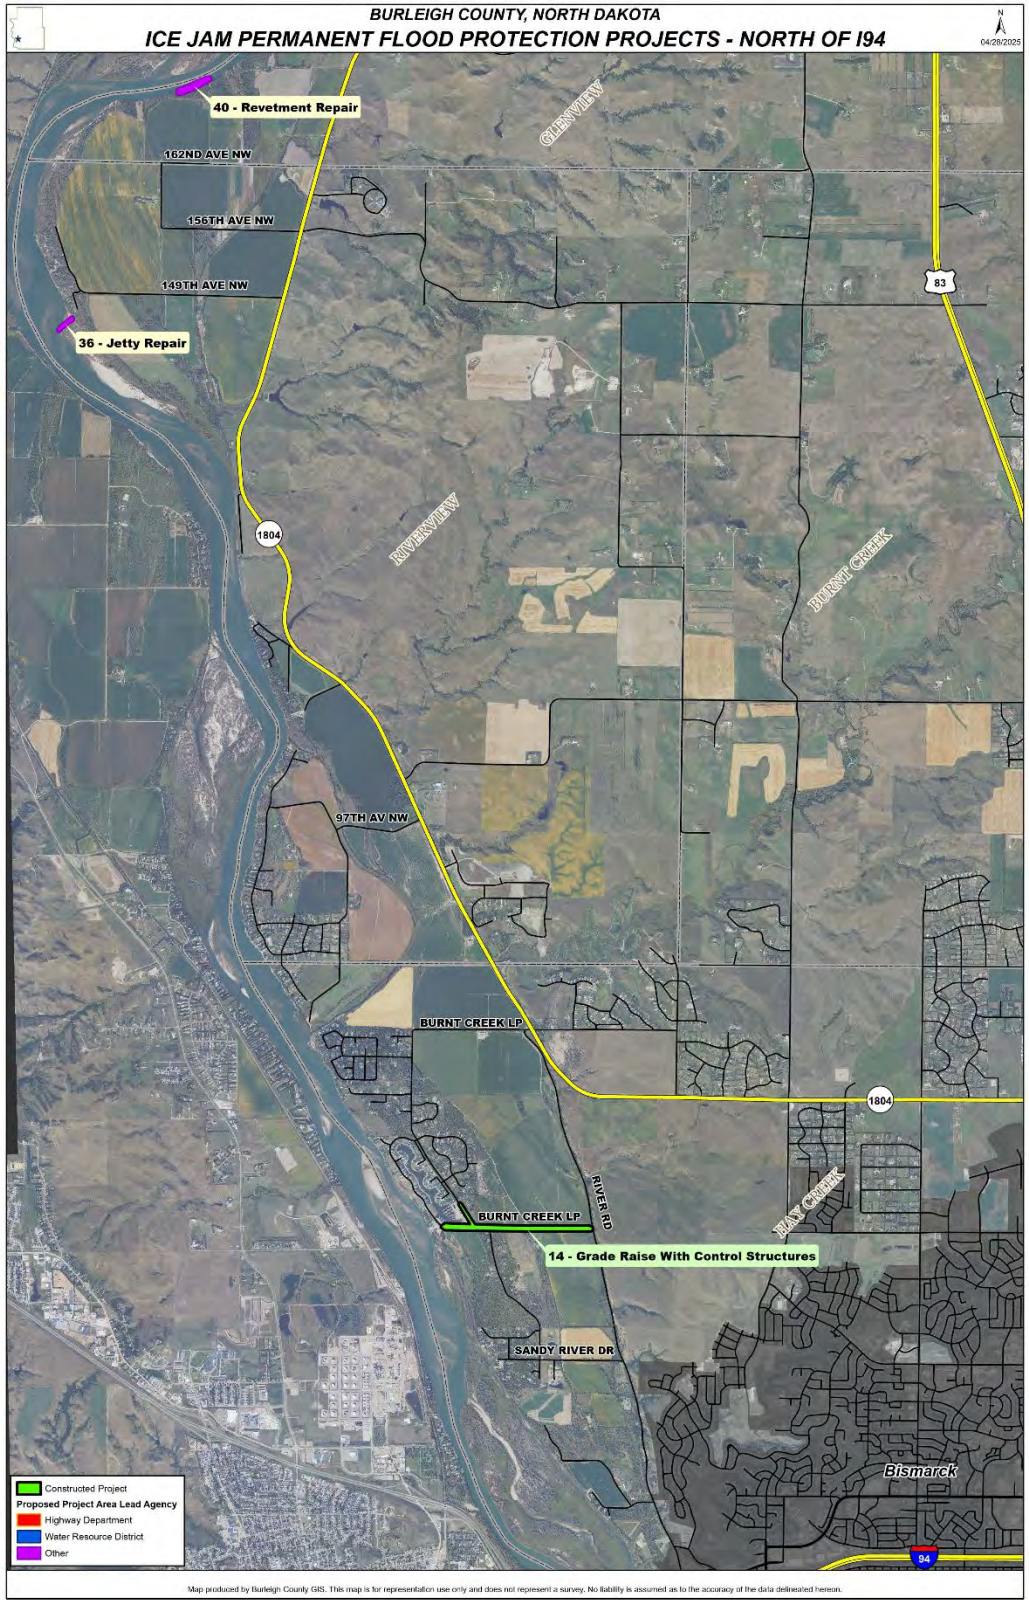 BURLEIGH COUNTY, NORTH DAKOTA
ICE JAM PERMANENT FLOOD PROTECTION PROJECTS - NORTH OF I94
N
04/28/2025
40 - Revetment Repair
GLENVIEW
162ND AVE NW
156TH AVE NW
149TH AVE NW
83
36 - Jetty Repair
RIVERVIEW
1804
BURNT CREEK
97TH AV NW
BURNT CREEK LP
1804
RIVER RD
HAY CREEK
BURNT CREEK LP
14 - Grade Raise With Control Structures
SANDY RIVER DR
Bismarck
Constructed Project
Proposed Project Area Lead Agency
Highway Department
Water Resource District
Other
94
Map produced by Burleigh County GIS. This map is for representation use only and does not represent a survey. No liability is assumed as to the accuracy of the data delineated hereon.